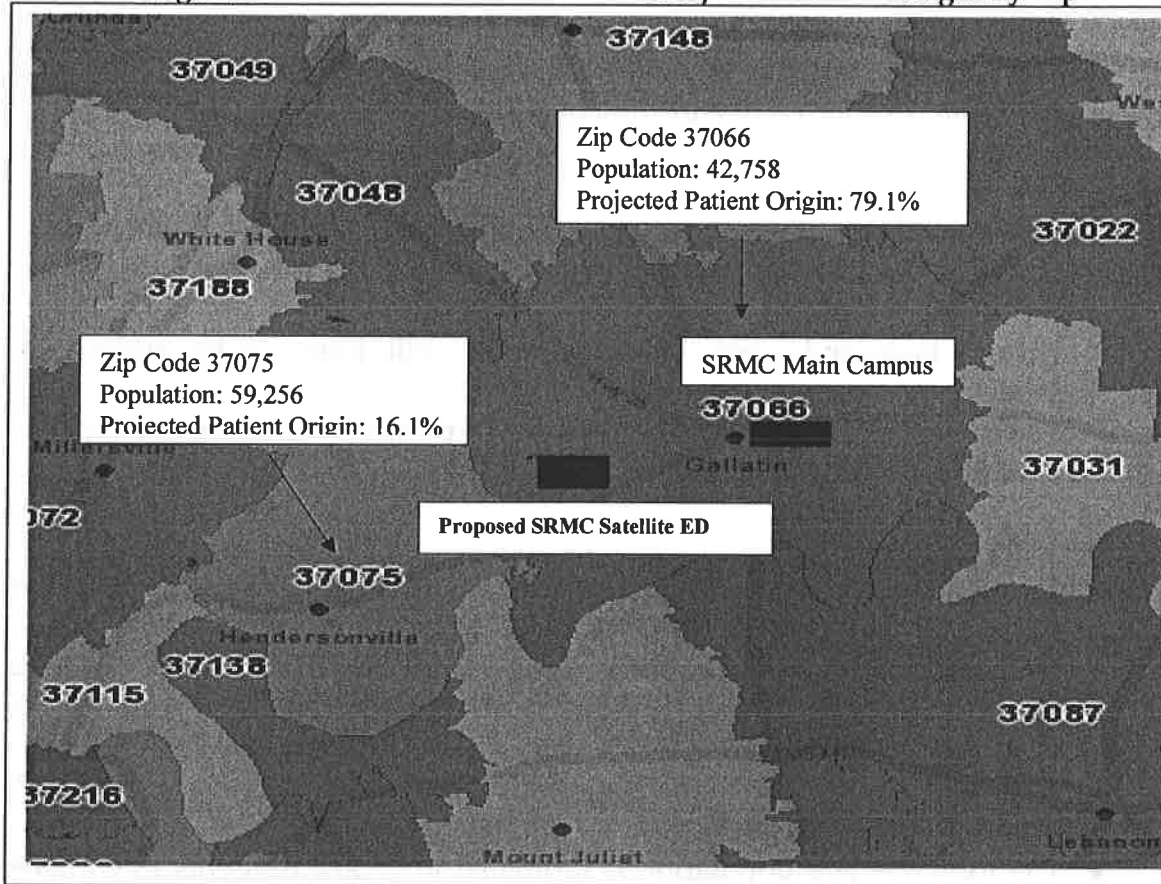 37148
37049
Zip Code 37066
Population: 42,758
Projected Patient Origin: 79.1%
37048
37022
White House
37188
Zip Code 37075
Population: 59,256
Projected Patient Origin: 16.1%
SRMC Main Campus
37066
Gallatin
Millersville
37031
072
Proposed SRMC Satellite ED
37075
Hendersonville
37138
37115
37087
37216
Mount Juliet
Lebanon